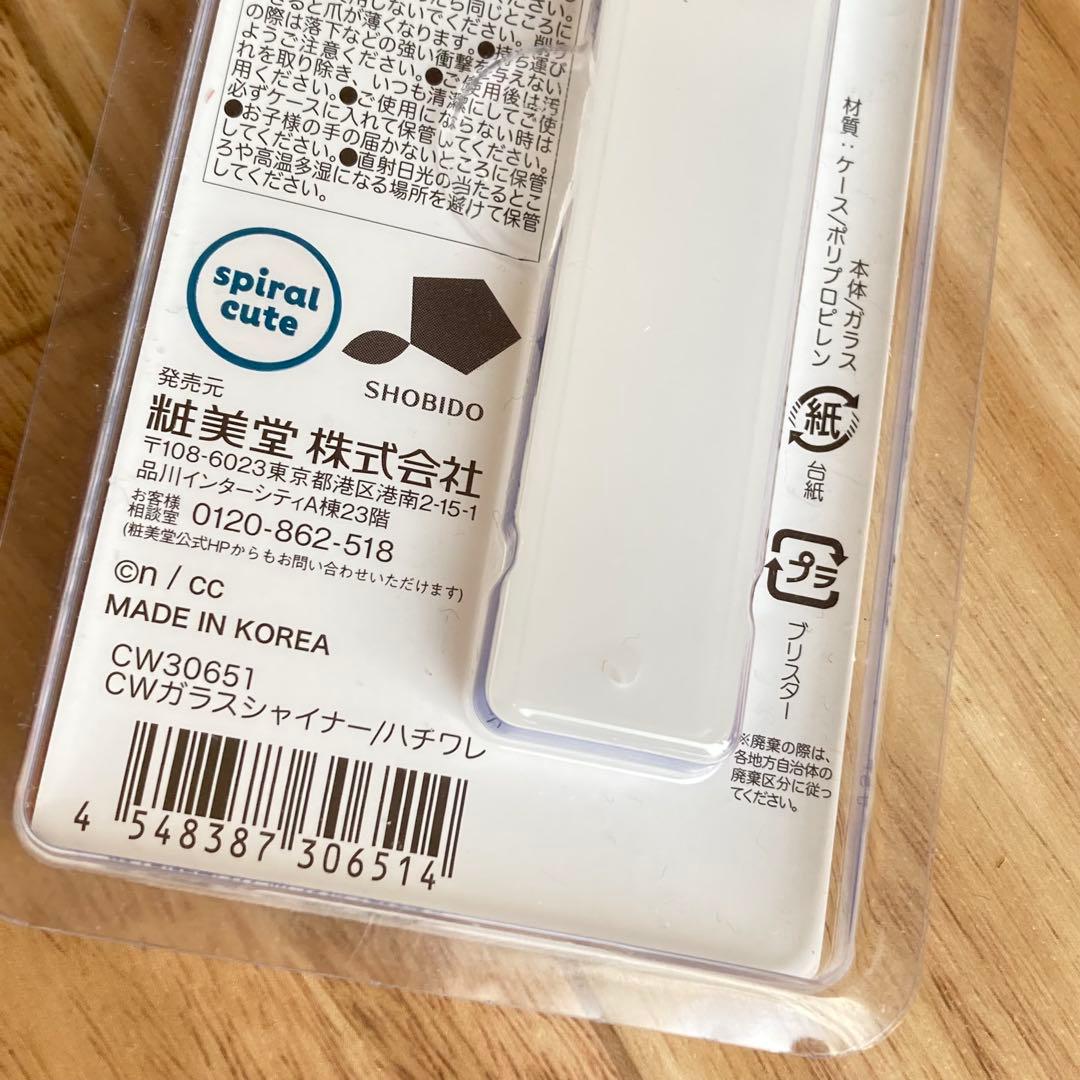 の際は落下などの強い衝撃を与えない
ようご注意ください。●ご使用後は汚
れを取り除き、いつも清潔に
必ずケースに入れて保管してください。
●お子様の手の届かないところに保管
してください。●直射日光の当たるとこ
ろや高温多湿になる場所を避けて保管
してください。
spiral
cute
SHOBIDO
発売元
粧美堂 株式会社
〒108-6023東京都港区港南2-15-1
品川インターシティA棟23階
お客様
相談室 0120-862-518
(粧美堂公式HPからもお問い合わせいただけます)
©n / cc
MADE IN KOREA
CW30651
CWガラスシャイナー/ハチワレ
4 548387 306514
材質:ケース/ポリプロピレン
本体/ガラス
紙
台紙
プラ
ブリスター
※廃棄の際は、
各地方自治体の
廃棄区分に従っ
てください。